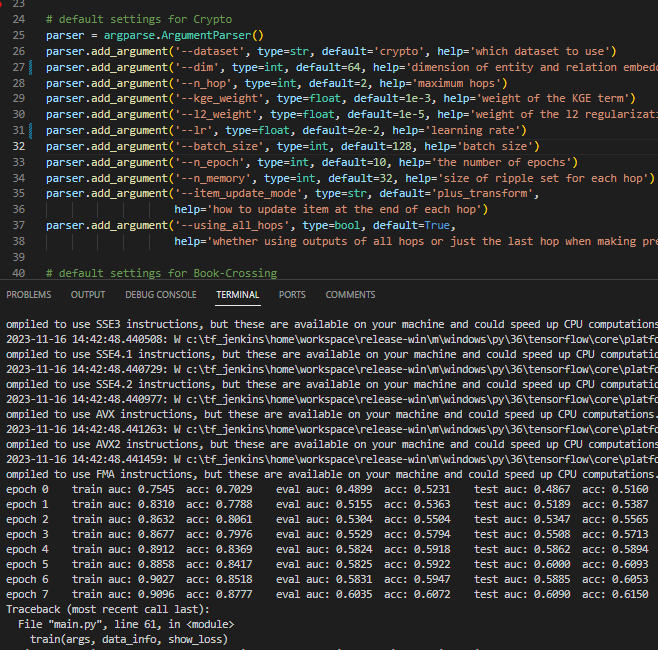 23
24 # default settings for Crypto
25 parser = argparse.ArgumentParser()
26 parser.add_argument('--dataset', type=str, default='crypto', help='which dataset to use')
27 parser.add_argument('--dim', type=int, default=64, help='dimension of entity and relation embedd
28 parser.add_argument('--n_hop', type=int, default=2, help='maximum hops')
29 parser.add_argument('--kge_weight', type=float, default=1e-3, help='weight of the KGE term')
30 parser.add_argument('--l2_weight', type=float, default=1e-5, help='weight of the l2 regularizati
31 parser.add_argument('--lr', type=float, default=2e-2, help='learning rate')
32 parser.add_argument('--batch_size', type=int, default=128, help='batch size')
33 parser.add_argument('--n_epoch', type=int, default=10, help='the number of epochs')
34 parser.add_argument('--n_memory', type=int, default=32, help='size of ripple set for each hop')
35 parser.add_argument('--item_update_mode', type=str, default='plus_transform',
36 help='how to update item at the end of each hop')
37 parser.add_argument('--using_all_hops', type=bool, default=True,
38 help='whether using outputs of all hops or just the last hop when making pre
39
40 # default settings for Book-Crossing
PROBLEMS OUTPUT DEBUG CONSOLE TERMINAL PORTS COMMENTS
ompiled to use SSE3 instructions, but these are available on your machine and could speed up CPU computations
2023-11-16 14:42:48.440508: W c:\tf_jenkins\home\workspace\release-win\m\windows\py\36\tensorflow\core\platfo
ompiled to use SSE4.1 instructions, but these are available on your machine and could speed up CPU computatio
2023-11-16 14:42:48.440729: W c:\tf_jenkins\home\workspace\release-win\m\windows\py\36\tensorflow\core\platfo
ompiled to use SSE4.2 instructions, but these are available on your machine and could speed up CPU computatio
2023-11-16 14:42:48.440977: W c:\tf_jenkins\home\workspace\release-win\m\windows\py\36\tensorflow\core\platfo
ompiled to use AVX instructions, but these are available on your machine and could speed up CPU computations.
2023-11-16 14:42:48.441263: W c:\tf_jenkins\home\workspace\release-win\m\windows\py\36\tensorflow\core\platfo
ompiled to use AVX2 instructions, but these are available on your machine and could speed up CPU computations
2023-11-16 14:42:48.441459: W c:\tf_jenkins\home\workspace\release-win\m\windows\py\36\tensorflow\core\platfo
ompiled to use FMA instructions, but these are available on your machine and could speed up CPU computations.
epoch 0 train auc: 0.7545 acc: 0.7029 eval auc: 0.4899 acc: 0.5231 test auc: 0.4867 acc: 0.5160
epoch 1 train auc: 0.8310 acc: 0.7788 eval auc: 0.5155 acc: 0.5363 test auc: 0.5189 acc: 0.5387
epoch 2 train auc: 0.8632 acc: 0.8061 eval auc: 0.5304 acc: 0.5504 test auc: 0.5347 acc: 0.5565
epoch 3 train auc: 0.8677 acc: 0.7976 eval auc: 0.5529 acc: 0.5794 test auc: 0.5508 acc: 0.5713
epoch 4 train auc: 0.8912 acc: 0.8369 eval auc: 0.5824 acc: 0.5918 test auc: 0.5862 acc: 0.5894
epoch 5 train auc: 0.8858 acc: 0.8417 eval auc: 0.5825 acc: 0.5922 test auc: 0.6000 acc: 0.6093
epoch 6 train auc: 0.9027 acc: 0.8518 eval auc: 0.5831 acc: 0.5947 test auc: 0.5885 acc: 0.6053
epoch 7 train auc: 0.9096 acc: 0.8777 eval auc: 0.6035 acc: 0.6072 test auc: 0.6090 acc: 0.6150
Traceback (most recent call last):
File "main.py", line 61, in <module>
train(args, data_info, show_loss)